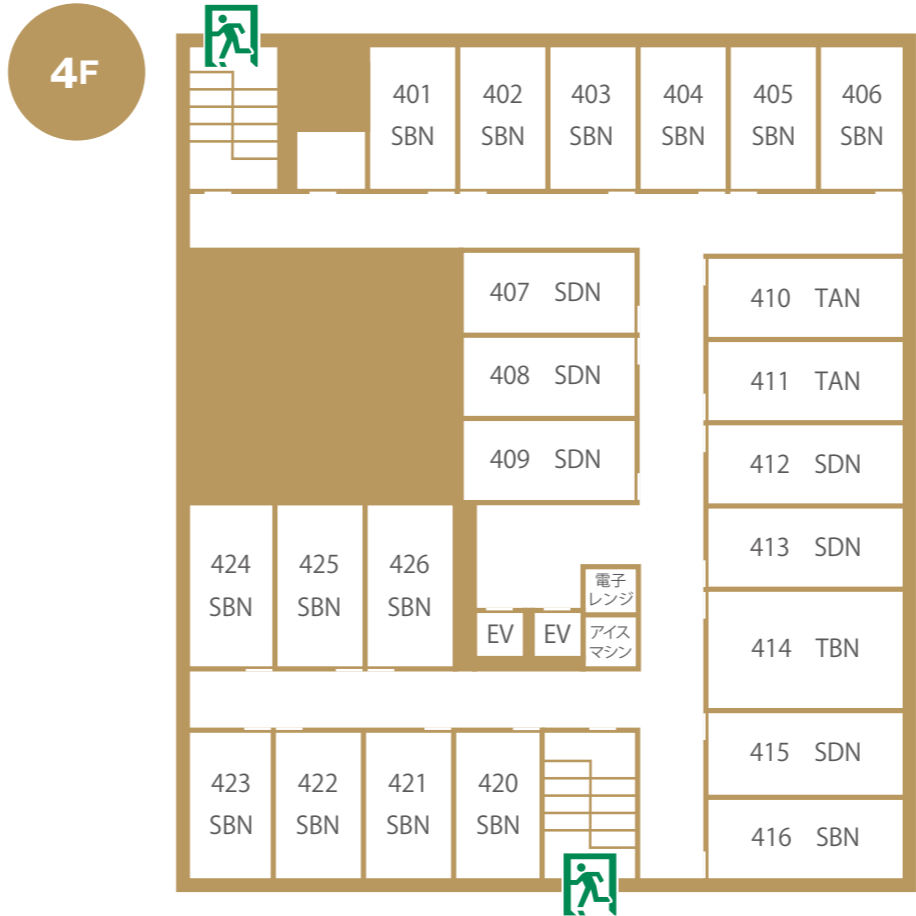 4F
401
SBN
402
SBN
403
SBN
404
SBN
405
SBN
406
SBN
407 SDN
408 SDN
409 SDN
410 TAN
411 TAN
412 SDN
413 SDN
414 TBN
415 SDN
416 SBN
424
SBN
425
SBN
426
SBN
EV
EV
電子
レンジ
アイス
マシン
423
SBN
422
SBN
421
SBN
420
SBN